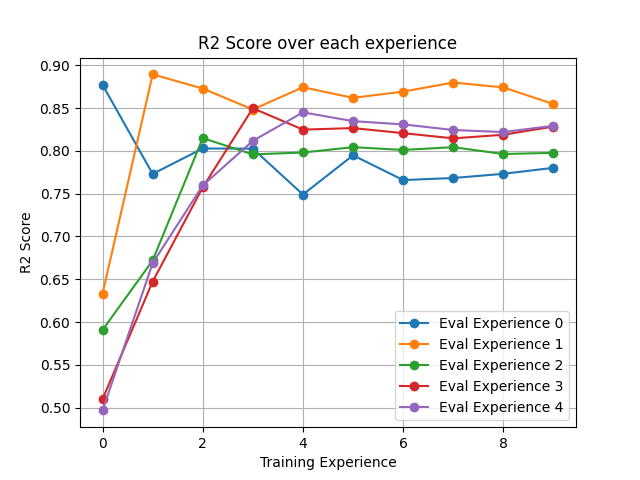 R2 Score over each experience
0.90
0.85
0.80
0.75
0.70
0.65
0.60
0.55
0.50
R2 Score
0 2 4 6 8
Training Experience
Eval Experience 0
Eval Experience 1
Eval Experience 2
Eval Experience 3
Eval Experience 4